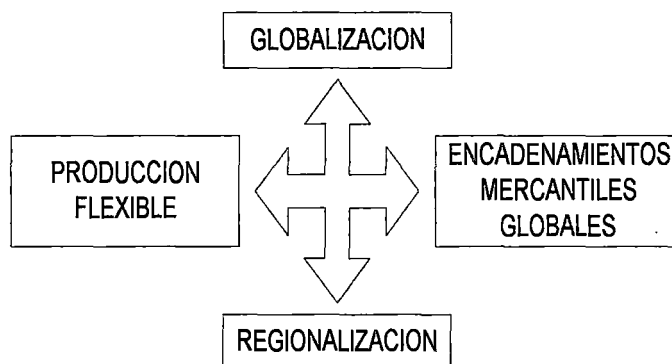 GLOBALIZACION
PRODUCCION
FLEXIBLE
ENCADENAMIENTOS
MERCANTILES
GLOBALES
REGIONALIZACION